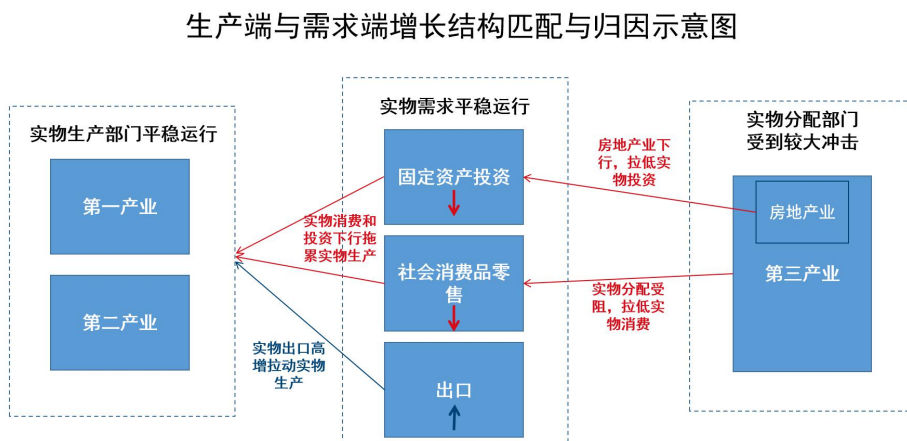 生产端与需求端增长结构匹配与归因示意图
实物生产部门平稳运行
第一产业
第二产业
实物消费和
投资下行拖
累实物生产
实物出口高
增拉动实物
生产
实物需求平稳运行
固定资产投资
社会消费品零
售
出口
房地产业下
行，拉低实
物投资
实物分配受
阻，拉低实
物消费
实物分配部门
受到较大冲击
房地产业
第三产业